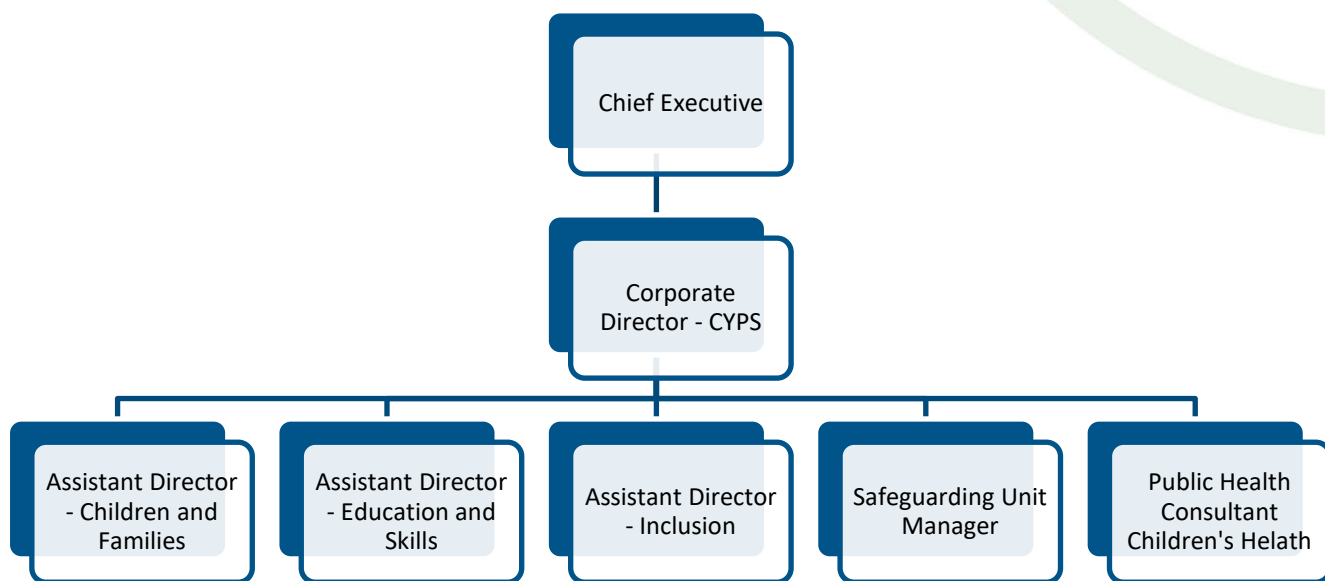 Chief Executive
Corporate
Director - CYPS
Assistant Director
- Children and
Families
Assistant Director
- Education and
Skills
Assistant Director
- Inclusion
Safeguarding Unit
Manager
Public Health
Consultant
Children's Helath